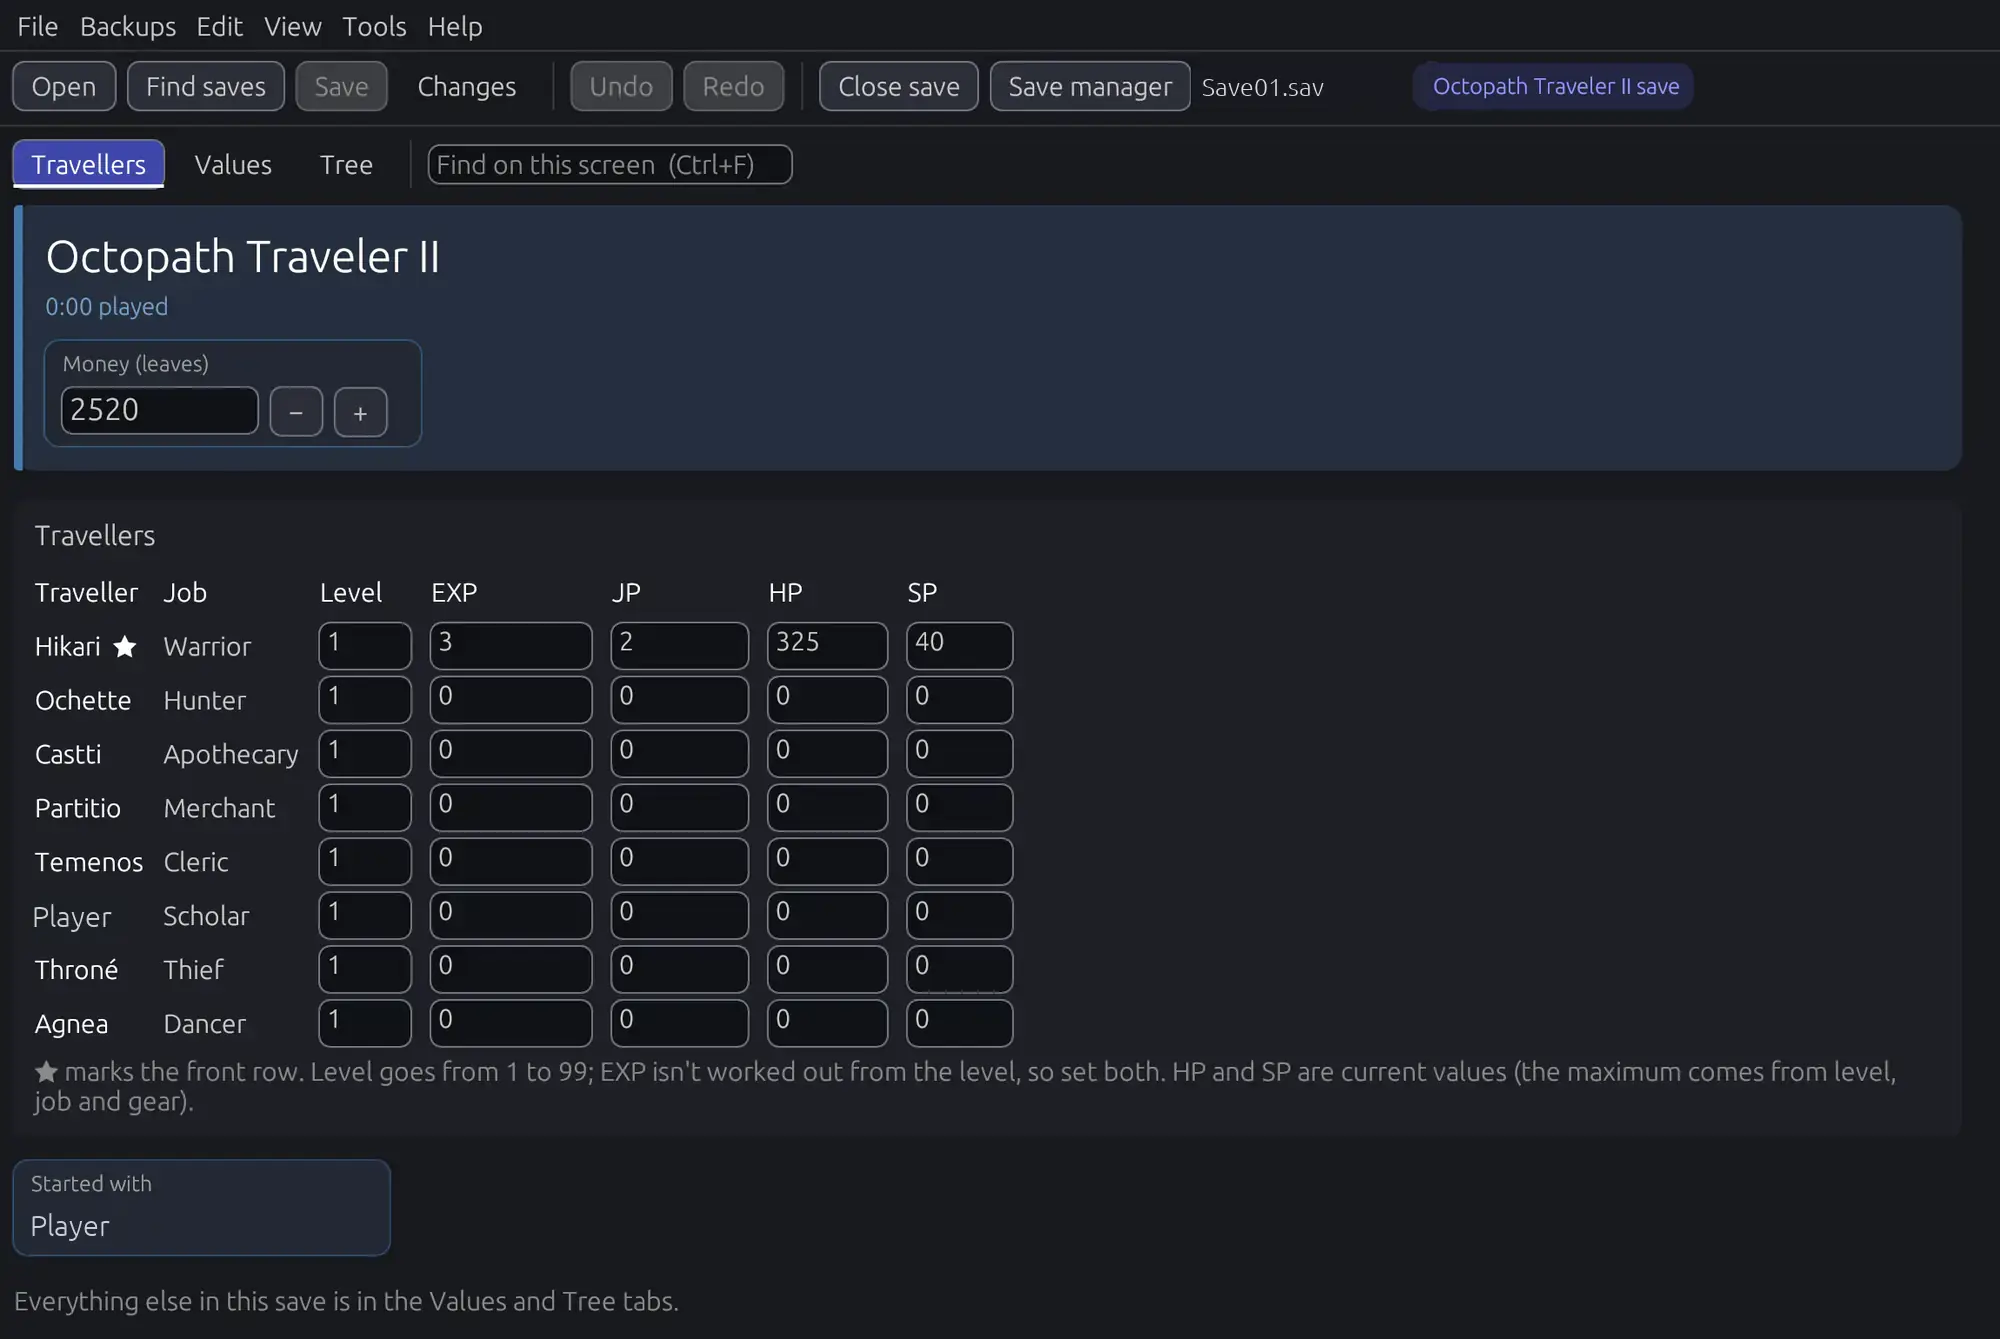 File Backups Edit View Tools Help
Open Find saves Save Changes Undo Redo Close save Save manager Save01.sav Octopath Traveler II save
Travellers Values Tree Find on this screen (Ctrl+F)
Octopath Traveler II
0:00 played
Money (leaves)
2520 − +
Travellers
Traveller Job Level EXP JP HP SP
Hikari ★ Warrior 1 3 2 325 40
Ochette Hunter 1 0 0 0 0
Castti Apothecary 1 0 0 0 0
Partitio Merchant 1 0 0 0 0
Temenos Cleric 1 0 0 0 0
Player Scholar 1 0 0 0 0
Throné Thief 1 0 0 0 0
Agnea Dancer 1 0 0 0 0
★ marks the front row. Level goes from 1 to 99; EXP isn't worked out from the level, so set both. HP and SP are current values (the maximum comes from level,
job and gear).
Started with
Player
Everything else in this save is in the Values and Tree tabs.